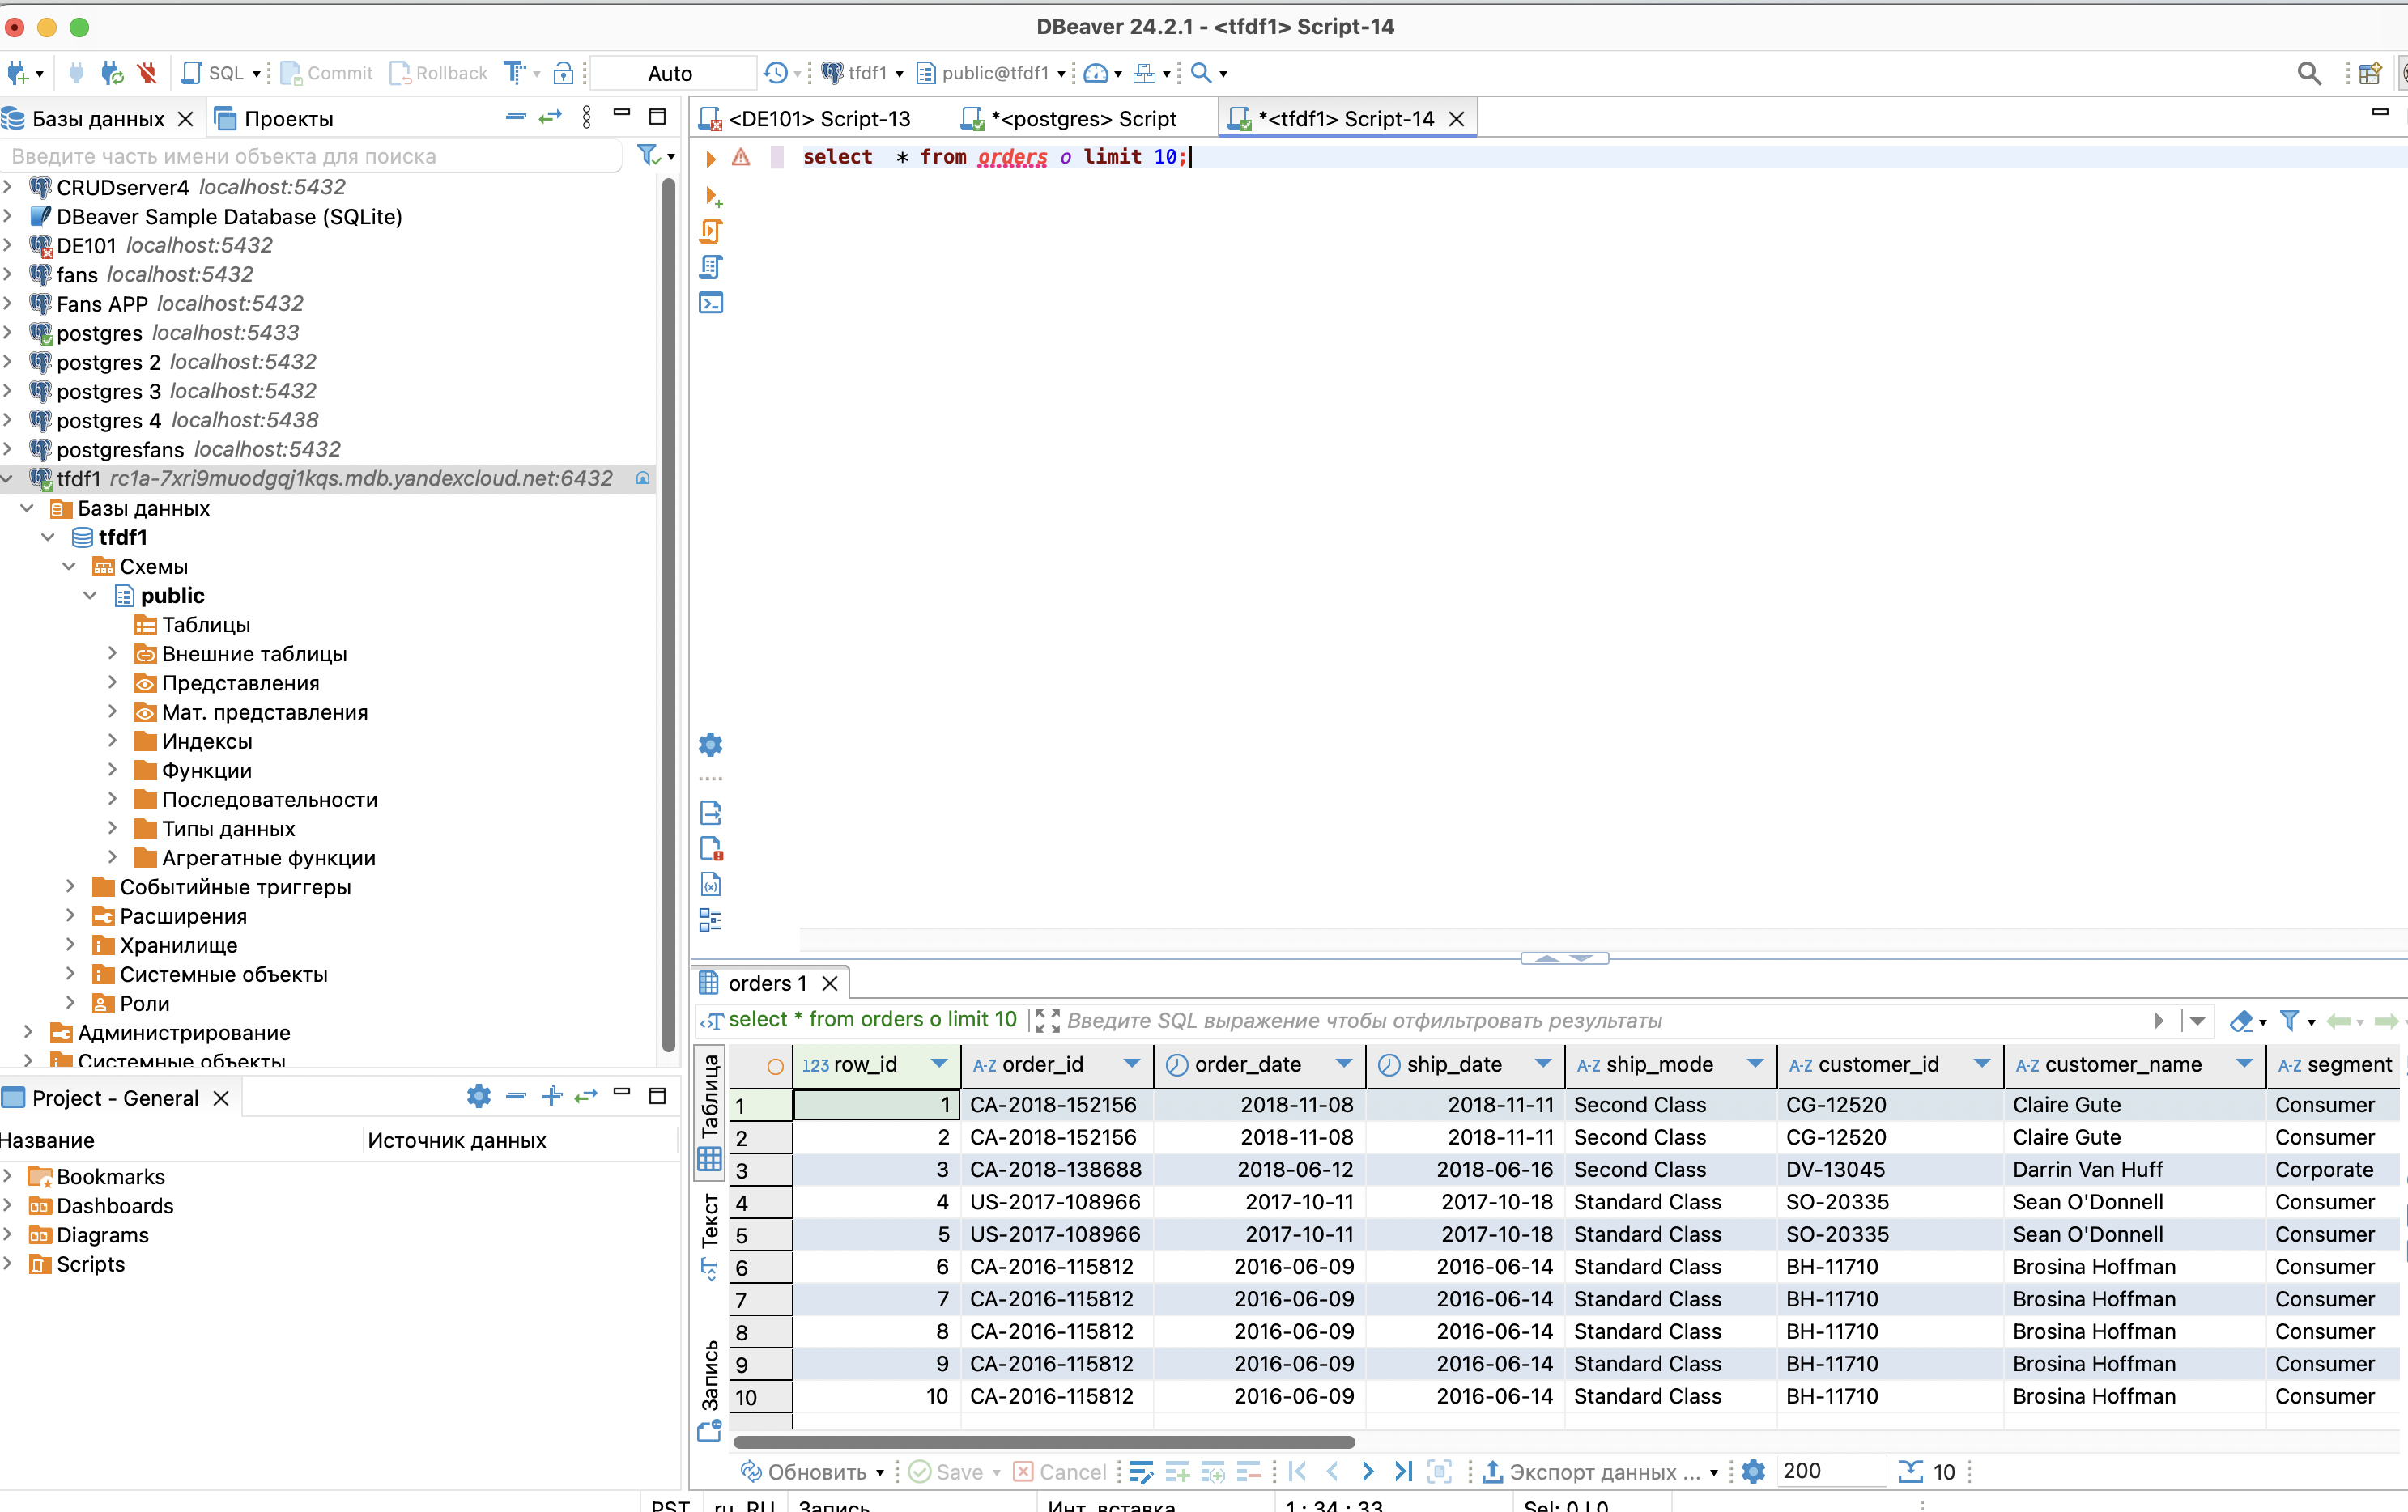 DBeaver 24.2.1 - <tfdf1> Script-14
SQL Commit Rollback Auto tfdf1 public@tfdf1
Базы данных Проекты
Введите часть имени объекта для поиска
CRUDserver4 localhost:5432
DBeaver Sample Database (SQLite)
DE101 localhost:5432
fans localhost:5432
Fans APP localhost:5432
postgres localhost:5433
postgres 2 localhost:5432
postgres 3 localhost:5432
postgres 4 localhost:5438
postgresfans localhost:5432
tfdf1 rc1a-7xri9muodgqj1kqs.mdb.yandexcloud.net:6432
Базы данных
tfdf1
Схемы
public
Таблицы
Внешние таблицы
Представления
Мат. представления
Индексы
Функции
Последовательности
Типы данных
Агрегатные функции
Событийные триггеры
Расширения
Хранилище
Системные объекты
Роли
Администрирование
Системные объекты
Project - General
Название Источник данных
Bookmarks
Dashboards
Diagrams
Scripts
<DE101> Script-13 *<postgres> Script *<tfdf1> Script-14
select * from orders o limit 10;
orders 1
select * from orders o limit 10 Введите SQL выражение чтобы отфильтровать результаты
Таблица
Текст
Запись
123 row_id A-Z order_id order_date ship_date A-Z ship_mode A-Z customer_id A-Z customer_name A-Z segment
1 1 CA-2018-152156 2018-11-08 2018-11-11 Second Class CG-12520 Claire Gute Consumer
2 2 CA-2018-152156 2018-11-08 2018-11-11 Second Class CG-12520 Claire Gute Consumer
3 3 CA-2018-138688 2018-06-12 2018-06-16 Second Class DV-13045 Darrin Van Huff Corporate
4 4 US-2017-108966 2017-10-11 2017-10-18 Standard Class SO-20335 Sean O'Donnell Consumer
5 5 US-2017-108966 2017-10-11 2017-10-18 Standard Class SO-20335 Sean O'Donnell Consumer
6 6 CA-2016-115812 2016-06-09 2016-06-14 Standard Class BH-11710 Brosina Hoffman Consumer
7 7 CA-2016-115812 2016-06-09 2016-06-14 Standard Class BH-11710 Brosina Hoffman Consumer
8 8 CA-2016-115812 2016-06-09 2016-06-14 Standard Class BH-11710 Brosina Hoffman Consumer
9 9 CA-2016-115812 2016-06-09 2016-06-14 Standard Class BH-11710 Brosina Hoffman Consumer
10 10 CA-2016-115812 2016-06-09 2016-06-14 Standard Class BH-11710 Brosina Hoffman Consumer
Обновить Save Cancel Экспорт данных ... 200 10
PST ru_RU Запись Инт. вставка 1 : 34 : 33 Sel: 0 | 0